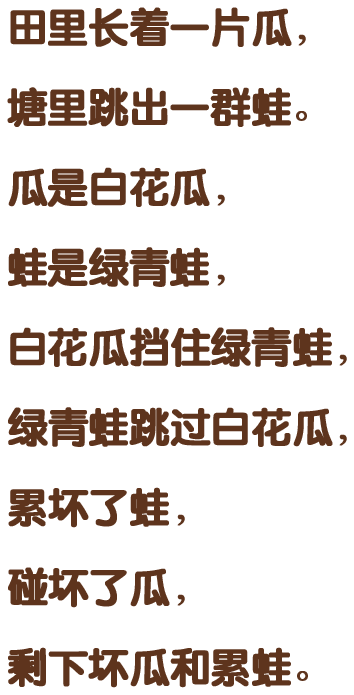 田里长着一片瓜，
塘里跳出一群蛙。
瓜是白花瓜，
蛙是绿青蛙，
白花瓜挡住绿青蛙，
绿青蛙跳过白花瓜，
累坏了蛙，
碰坏了瓜，
剩下坏瓜和累蛙。